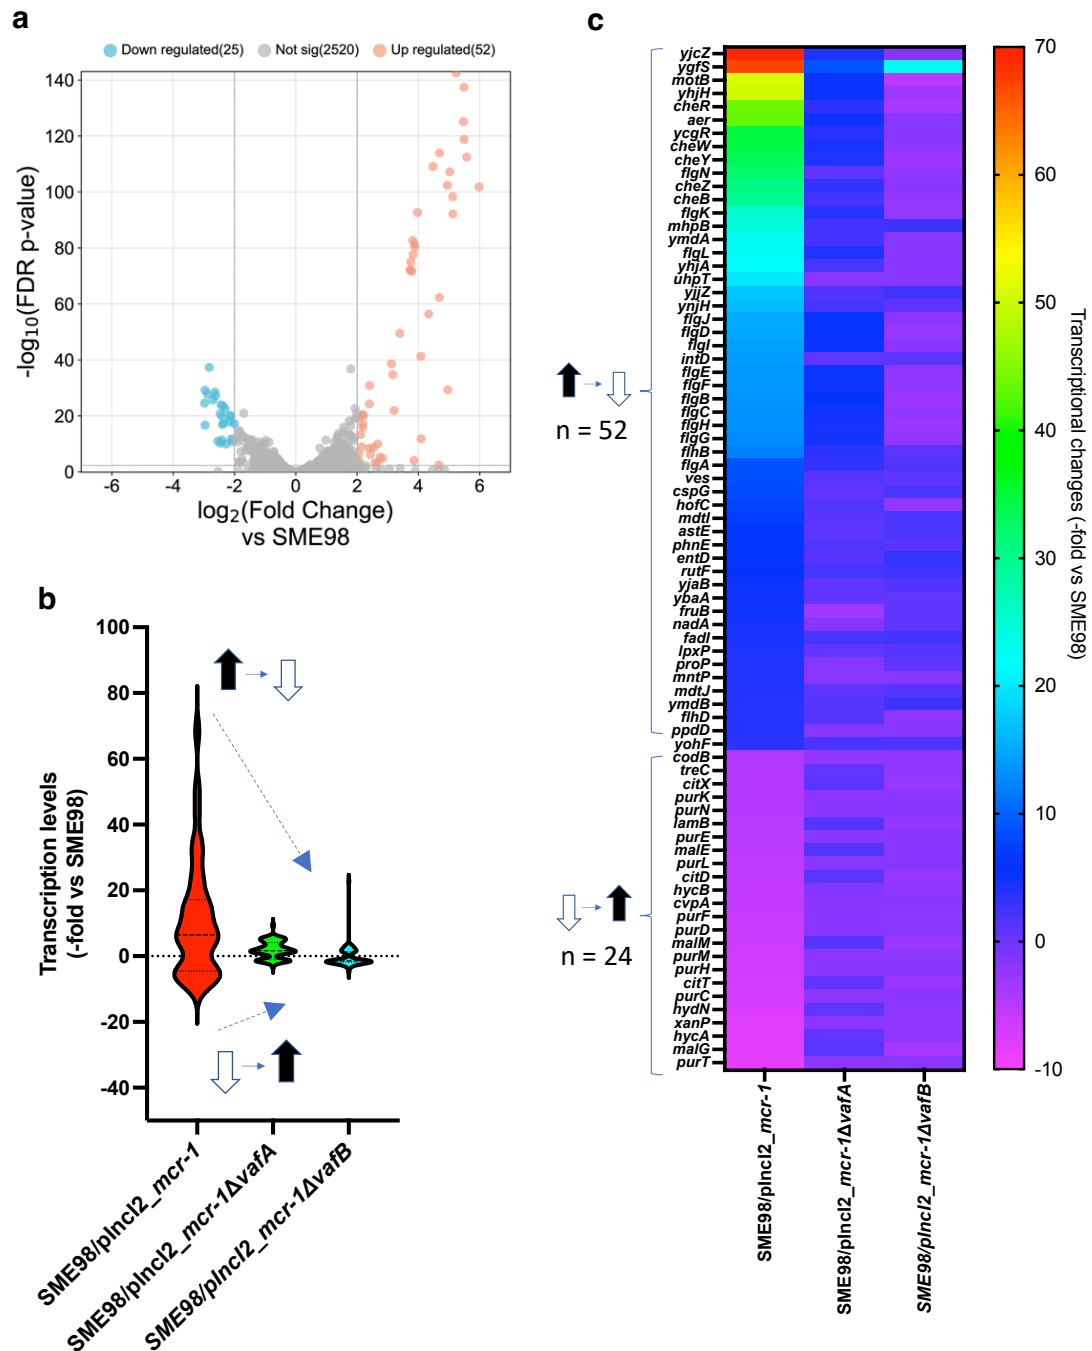 a
Down regulated(25) Not sig(2520) Up regulated(52)
-log10(FDR p-value)
140
120
100
80
60
40
20
0
-6 -4 -2 0 2 4 6
log2(Fold Change)
vs SME98
b
Transcription levels
(-fold vs SME98)
100
80
60
40
20
0
-20
-40
SME98/pIncI2_mcr-1
SME98/pIncI2_mcr-1ΔvafA
SME98/pIncI2_mcr-1ΔvafB
c
n = 52
n = 24
yjcZ
ygfS
motB
yhjH
cheR
aer
ycgR
cheW
cheY
flgN
cheZ
cheB
flgK
mhpB
ymdA
flgL
yhjA
uhpT
yjjZ
ynjH
flgJ
flgD
flgI
intD
flgE
flgF
flgB
flgC
flgH
flgG
flhB
flgA
ves
cspG
hofC
mdtI
astE
phnE
entD
rutF
yjaB
ybaA
fruB
nadA
fadI
lpxP
proP
mntP
mdtJ
ymdB
flhD
ppdD
yohF
codB
treC
citX
purK
purN
lamB
purE
malE
purL
citD
hycB
cvpA
purF
purD
malM
purM
purH
citT
purC
hydN
xanP
hycA
malG
purT
SME98/pIncI2_mcr-1
SME98/pIncI2_mcr-1ΔvafA
SME98/pIncI2_mcr-1ΔvafB
70
60
50
40
30
20
10
0
-10
Transcriptional changes (-fold vs SME98)